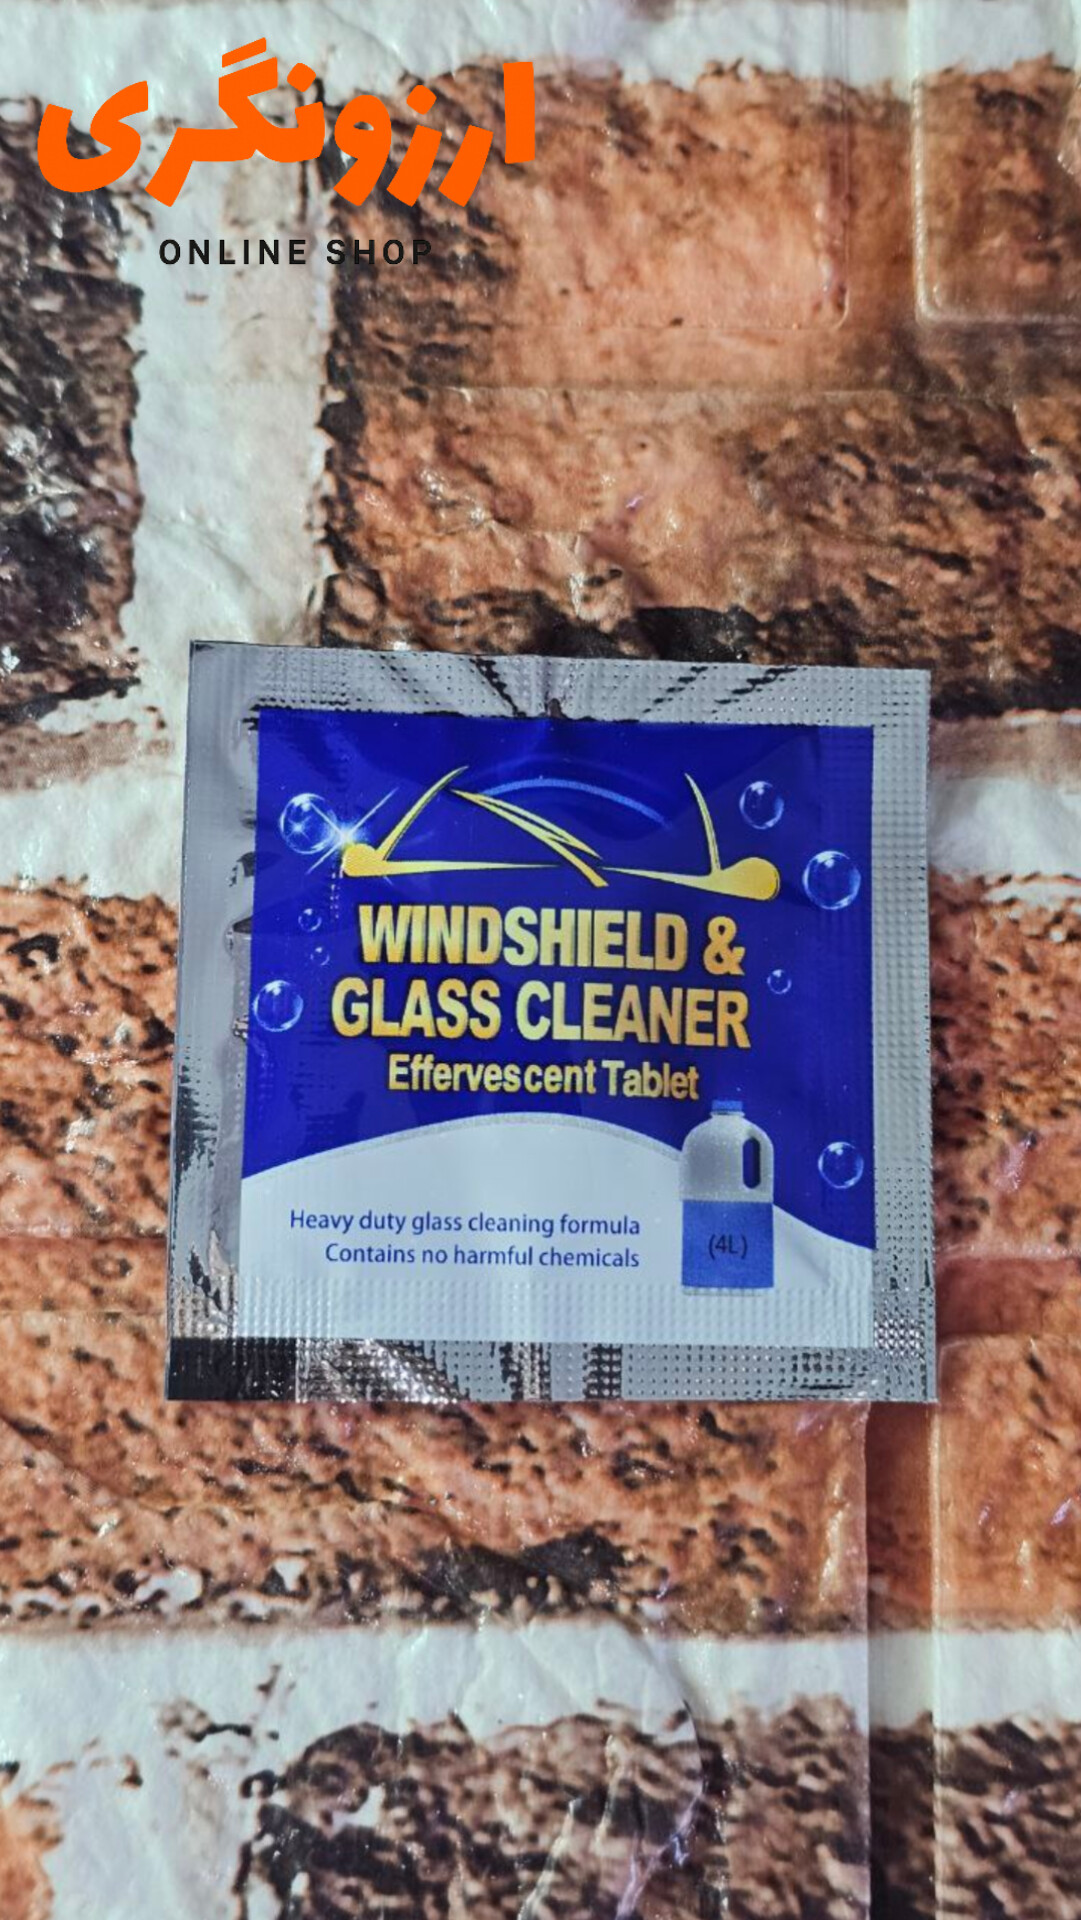 ارزونگری
ONLINE SHOP
WINDSHIELD &
GLASS CLEANER
Effervescent Tablet
Heavy duty glass cleaning formula
Contains no harmful chemicals
(4L)